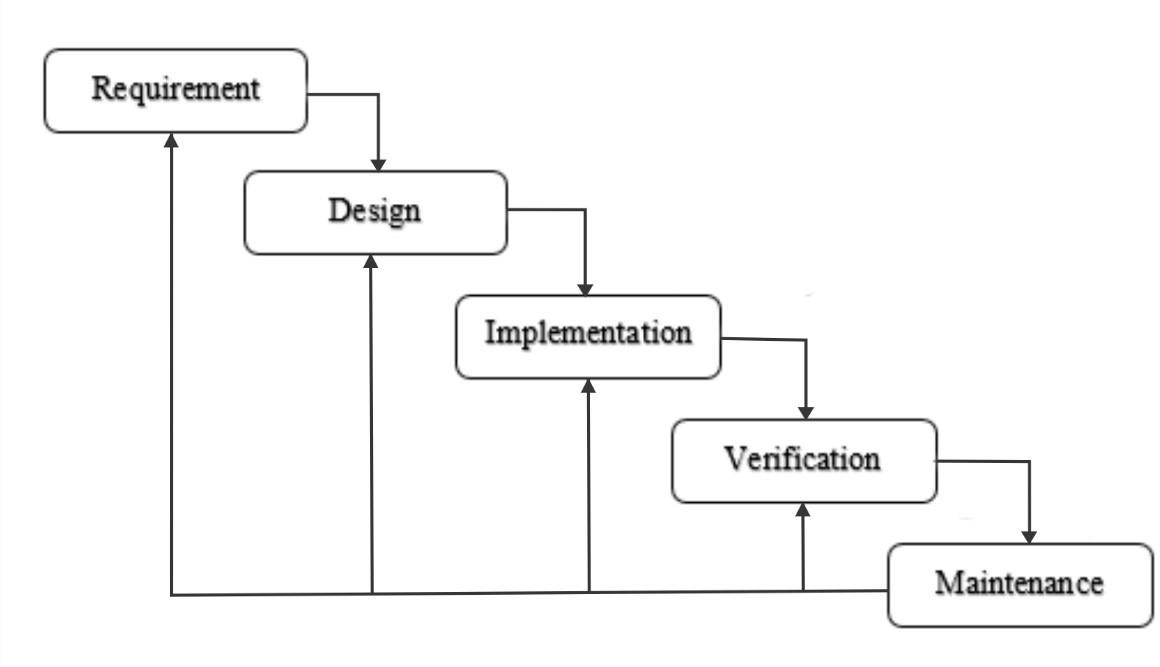 Requirement
Design
Implementation
Verification
Maintenance